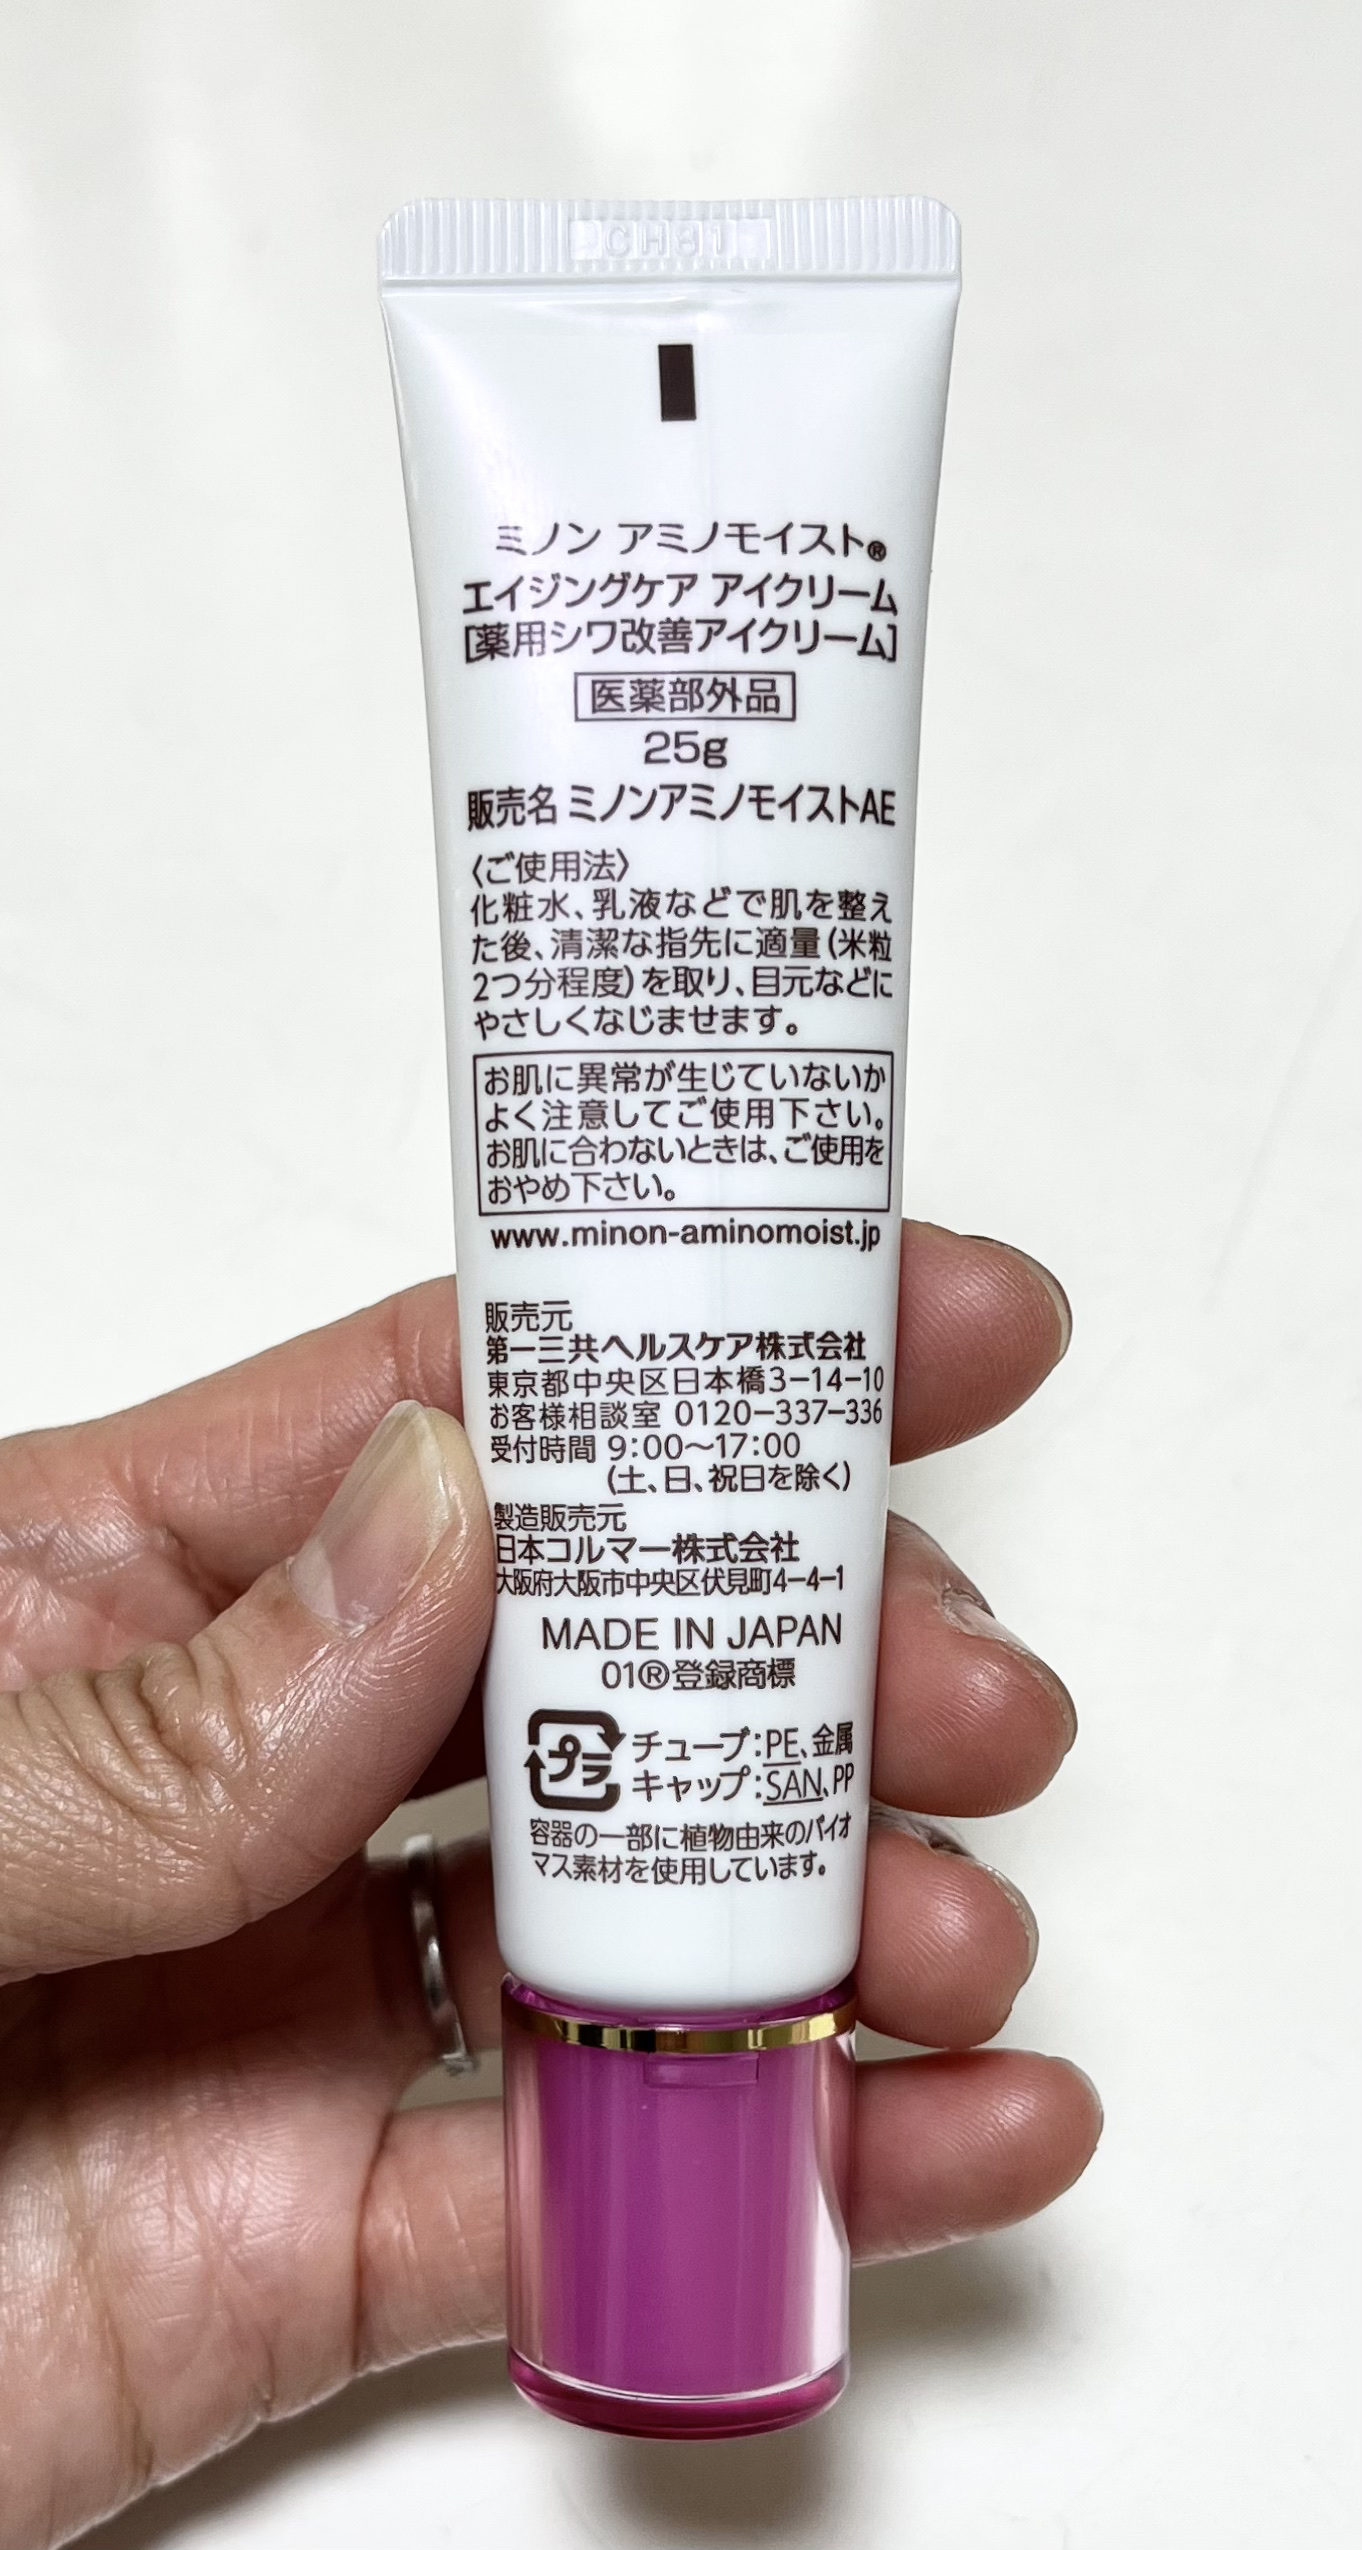 CH81
ミノン アミノモイスト®
エイジングケア アイクリーム
[薬用シワ改善アイクリーム]
医薬部外品
25g
販売名 ミノンアミノモイストAE
〈ご使用法〉
化粧水、乳液などで肌を整え
た後、清潔な指先に適量(米粒
2つ分程度)を取り、目元などに
やさしくなじませます。
お肌に異常が生じていないか
よく注意してご使用下さい。
お肌に合わないときは、ご使用を
おやめ下さい。
www.minon-aminomoist.jp
販売元
第一三共ヘルスケア株式会社
東京都中央区日本橋3−14−10
お客様相談室 0120−337−336
受付時間 9:00〜17:00
(土、日、祝日を除く)
製造販売元
日本コルマー株式会社
大阪府大阪市中央区伏見町4−4−1
MADE IN JAPAN
01®登録商標
プラ チューブ:PE、金属
キャップ:SAN、PP
容器の一部に植物由来のバイオ
マス素材を使用しています。